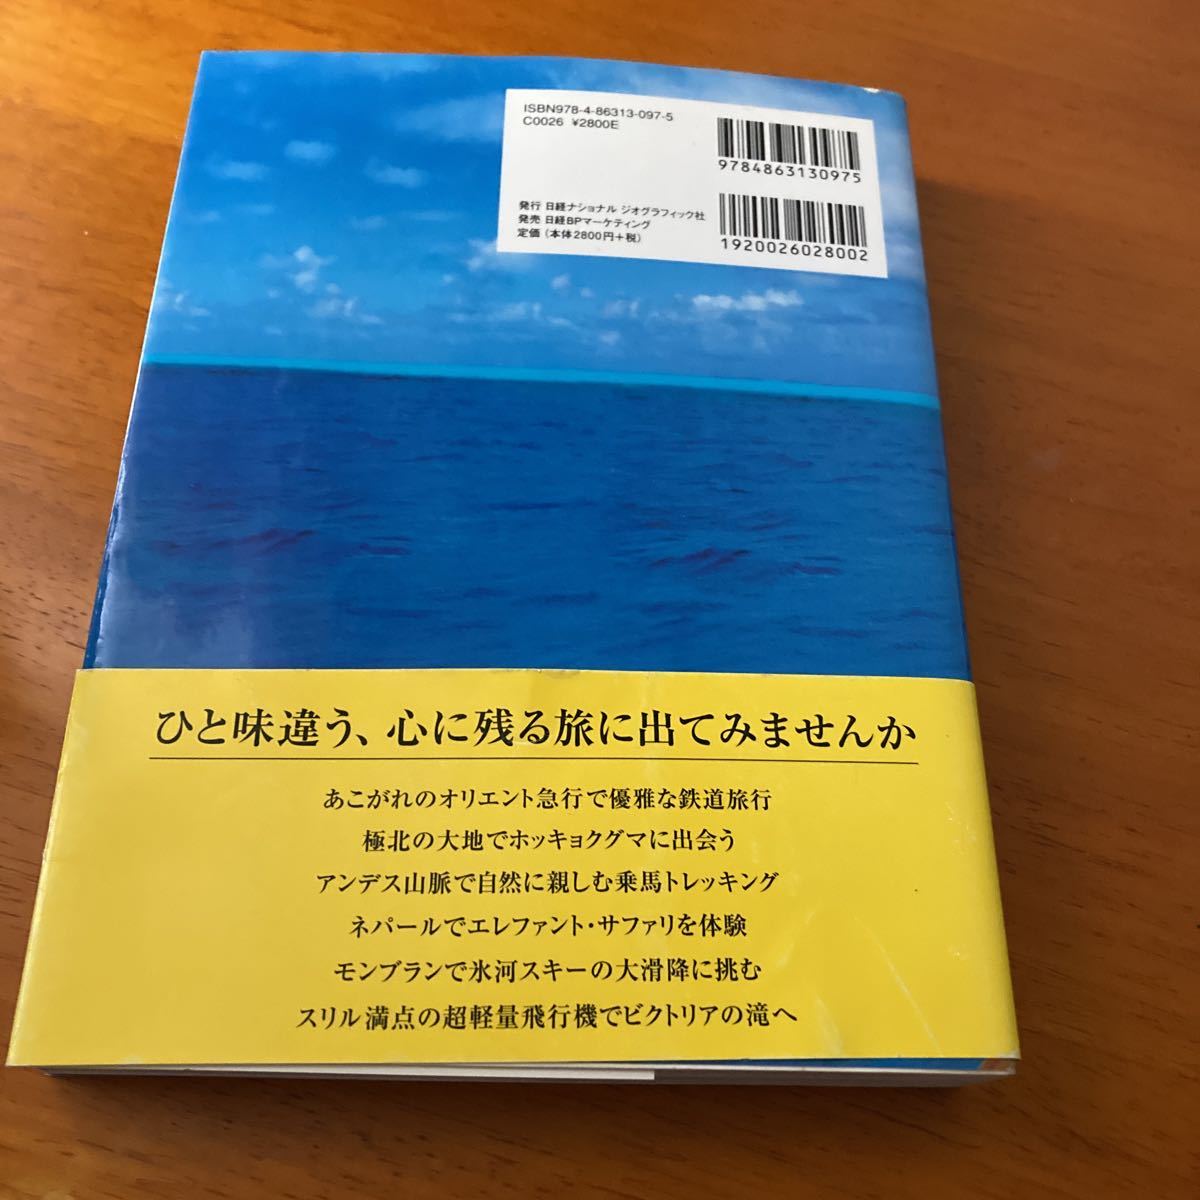 ISBN978-4-86313-097-5
C0026 ¥2800E
9784863130975
発行 日経ナショナル ジオグラフィック社
発売 日経BPマーケティング
定価(本体2800円+税)
1920026028002
ひと味違う、心に残る旅に出てみませんか
あこがれのオリエント急行で優雅な鉄道旅行
極北の大地でホッキョクグマに出会う
アンデス山脈で自然に親しむ乗馬トレッキング
ネパールでエレファント・サファリを体験
モンブランで氷河スキーの大滑降に挑む
スリル満点の超軽量飛行機でビクトリアの滝へ